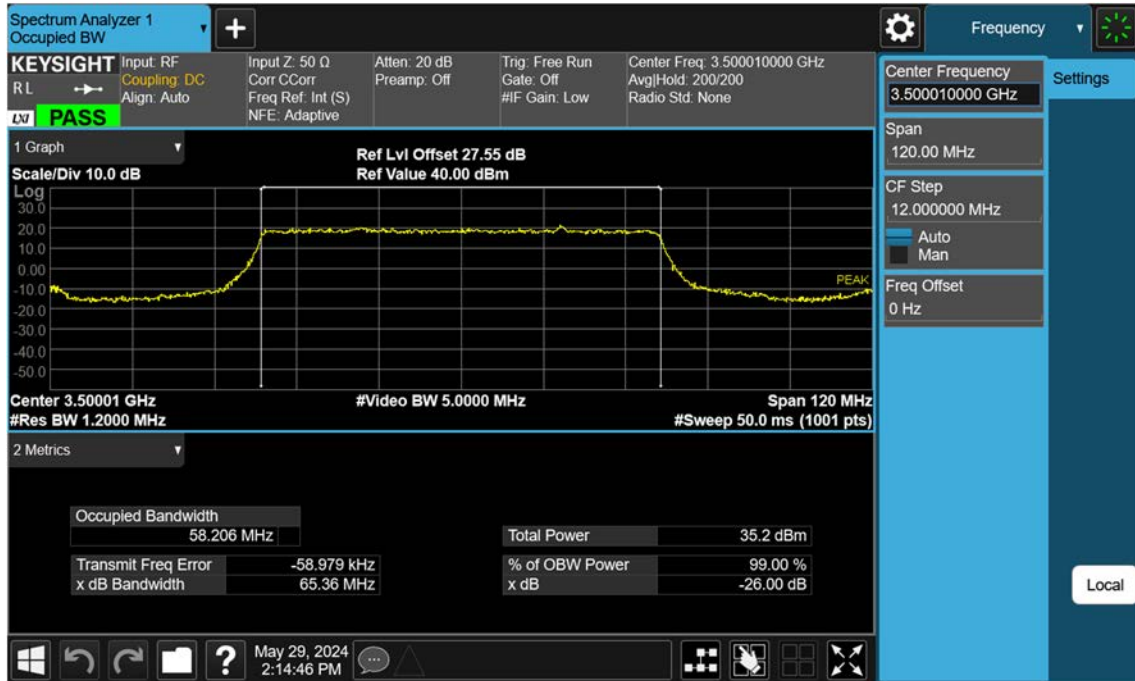 Spectrum Analyzer 1
Occupied BW
Frequency
KEYSIGHT
RL
LXI
PASS
Input: RF
Coupling: DC
Align: Auto
Input Z: 50 Ω
Corr CCorr
Freq Ref: Int (S)
NFE: Adaptive
Atten: 20 dB
Preamp: Off
Trig: Free Run
Gate: Off
#IF Gain: Low
Center Freq: 3.500010000 GHz
Avg|Hold: 200/200
Radio Std: None
Center Frequency
3.500010000 GHz
Settings
Span
120.00 MHz
CF Step
12.000000 MHz
Auto
Man
Freq Offset
0 Hz
Local
1 Graph
Scale/Div 10.0 dB
Ref Lvl Offset 27.55 dB
Ref Value 40.00 dBm
Log
30.0
20.0
10.0
0.00
-10.0
-20.0
-30.0
-40.0
-50.0
PEAK
Center 3.50001 GHz
#Res BW 1.2000 MHz
#Video BW 5.0000 MHz
Span 120 MHz
#Sweep 50.0 ms (1001 pts)
2 Metrics
Occupied Bandwidth
58.206 MHz
Total Power 35.2 dBm
Transmit Freq Error -58.979 kHz
% of OBW Power 99.00 %
x dB Bandwidth 65.36 MHz
x dB -26.00 dB
?
May 29, 2024
2:14:46 PM